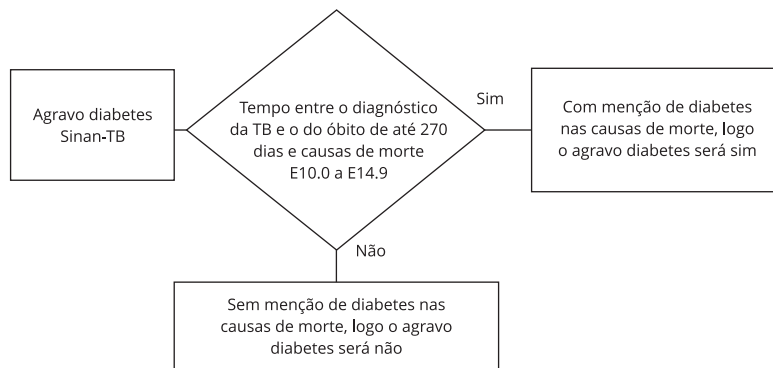 Agravo diabetes
Sinan-TB
Tempo entre o diagnóstico
da TB e o do óbito de até 270
dias e causas de morte
E10.0 a E14.9
Sim
Com menção de diabetes
nas causas de morte, logo
o agravo diabetes será sim
Não
Sem menção de diabetes nas
causas de morte, logo o agravo
diabetes será não